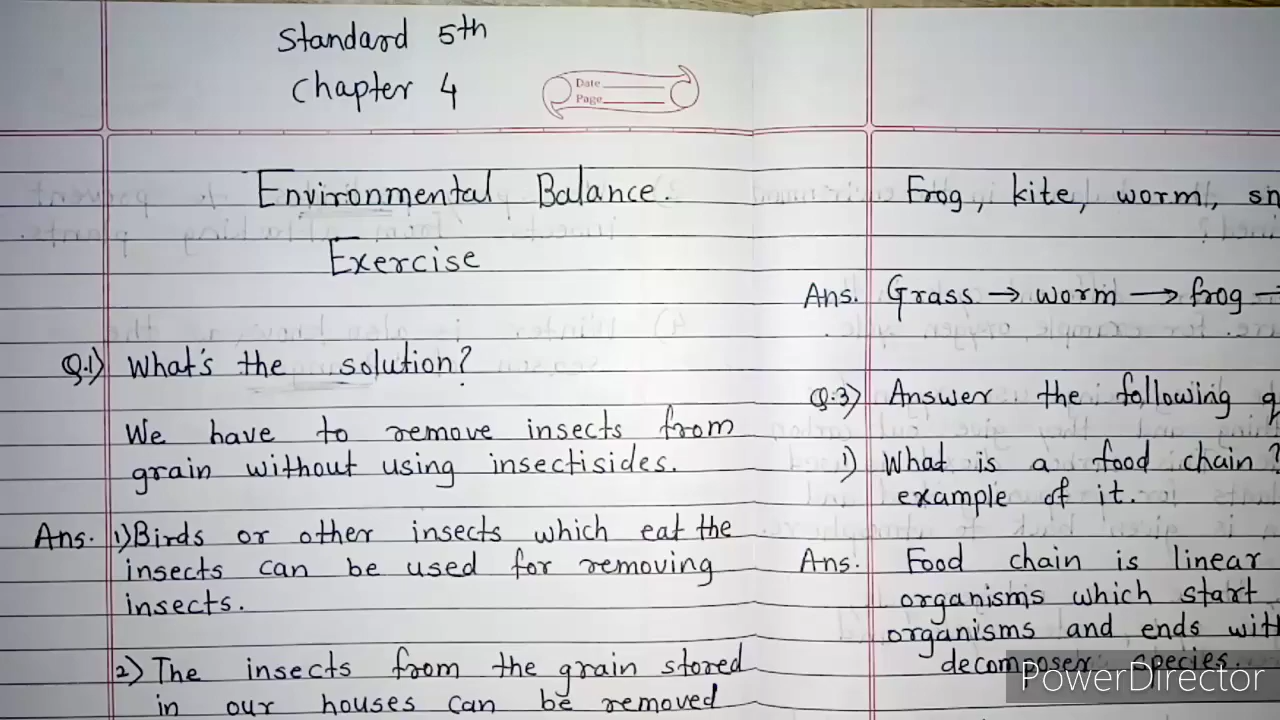 Standard 5th
Chapter 4
Date
Page
Environmental Balance.
Exercise
Q.1) What's the solution?
We have to remove insects from
grain without using insectisides.
Ans. 1) Birds or other insects which eat the
insects can be used for removing
insects.
2) The insects from the grain stored
in our houses can be removed
Frog, kite, worm, sn
Ans. Grass → worm → frog →
Q.3) Answer the following q
1) What is a food chain?
example of it.
Ans. Food chain is linear
organisms which start
organisms and ends with
decomposer species.
PowerDirector